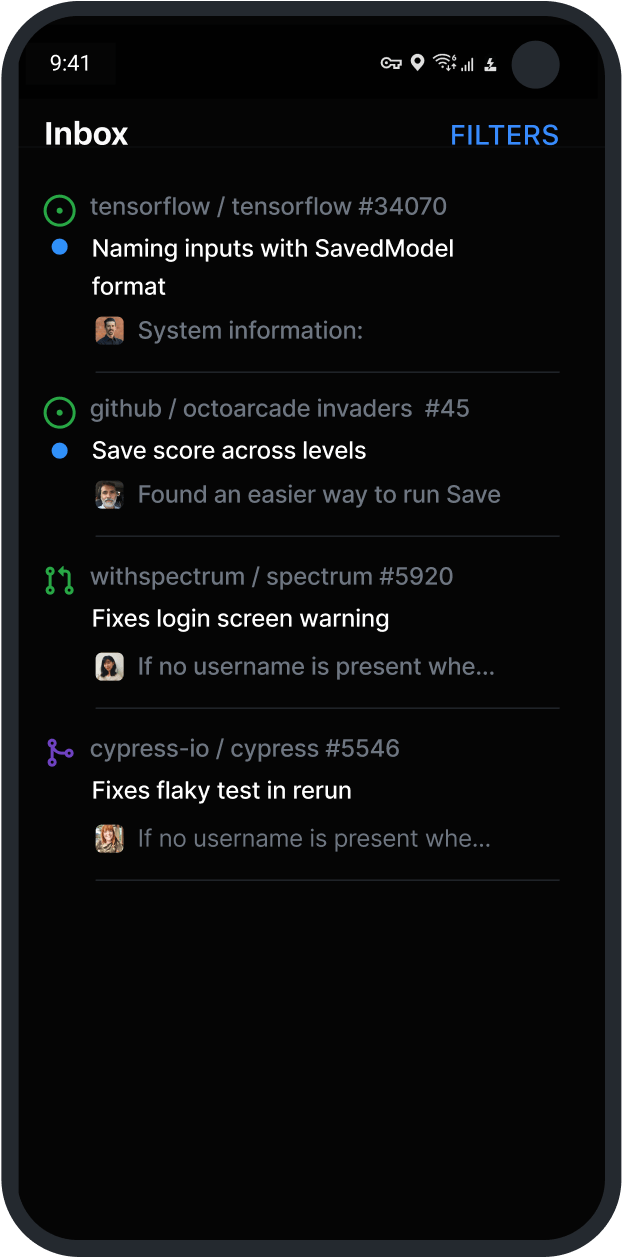 9:41
Inbox
FILTERS
tensorflow / tensorflow #34070
Naming inputs with SavedModel
format
System information:
github / octoarcade invaders #45
Save score across levels
Found an easier way to run Save
withspectrum / spectrum #5920
Fixes login screen warning
If no username is present whe...
cypress-io / cypress #5546
Fixes flaky test in rerun
If no username is present whe...